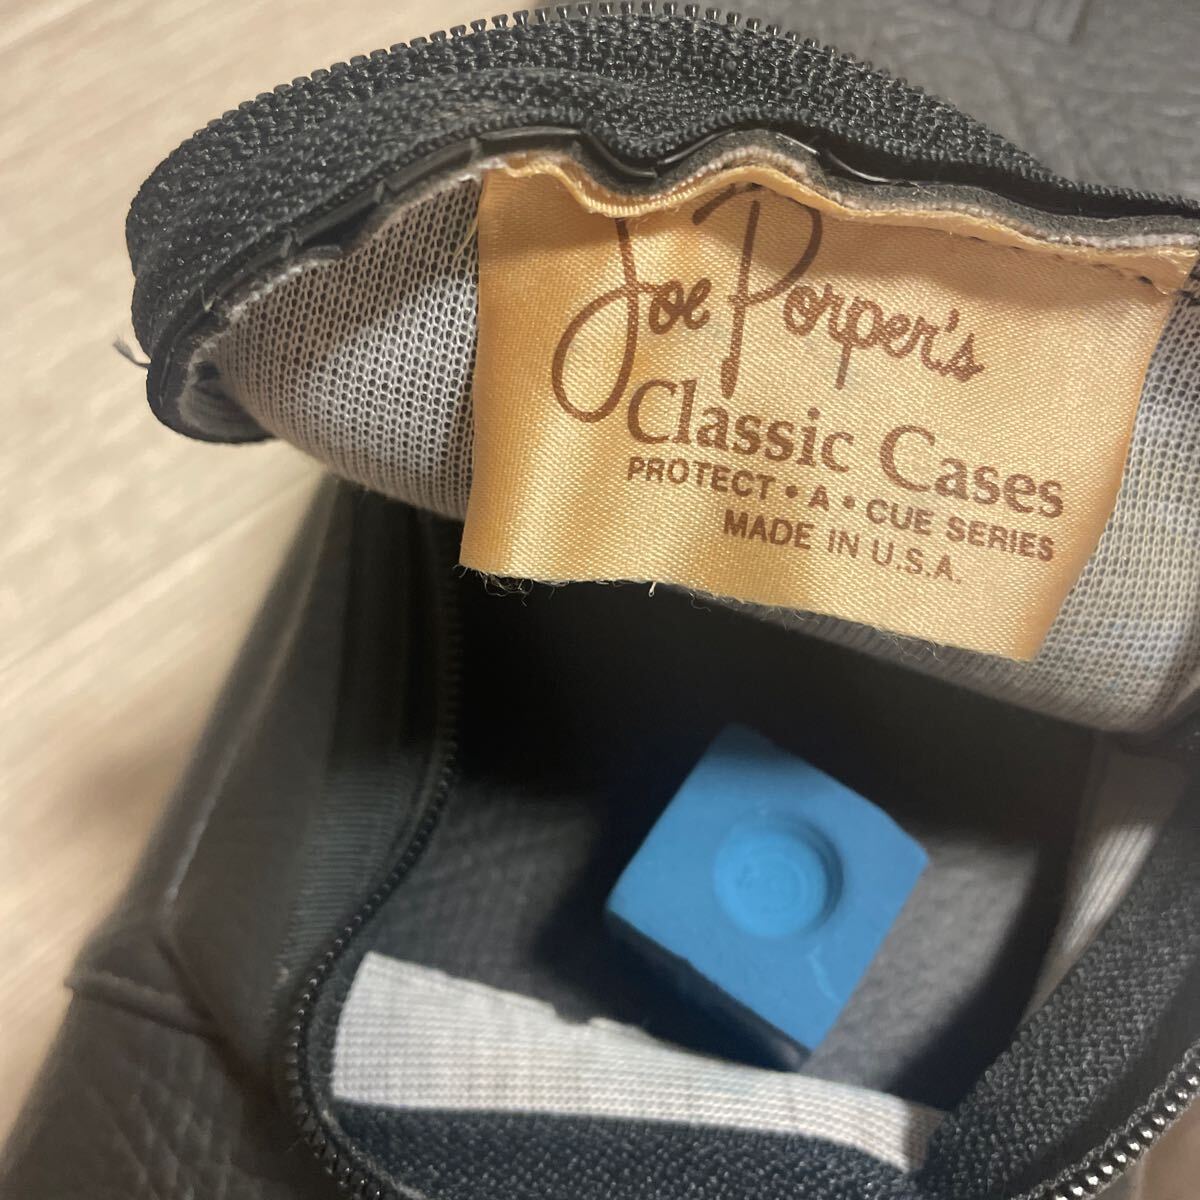 Joe Porper's
Classic Cases
PROTECT • A • CUE SERIES
MADE IN U.S.A.